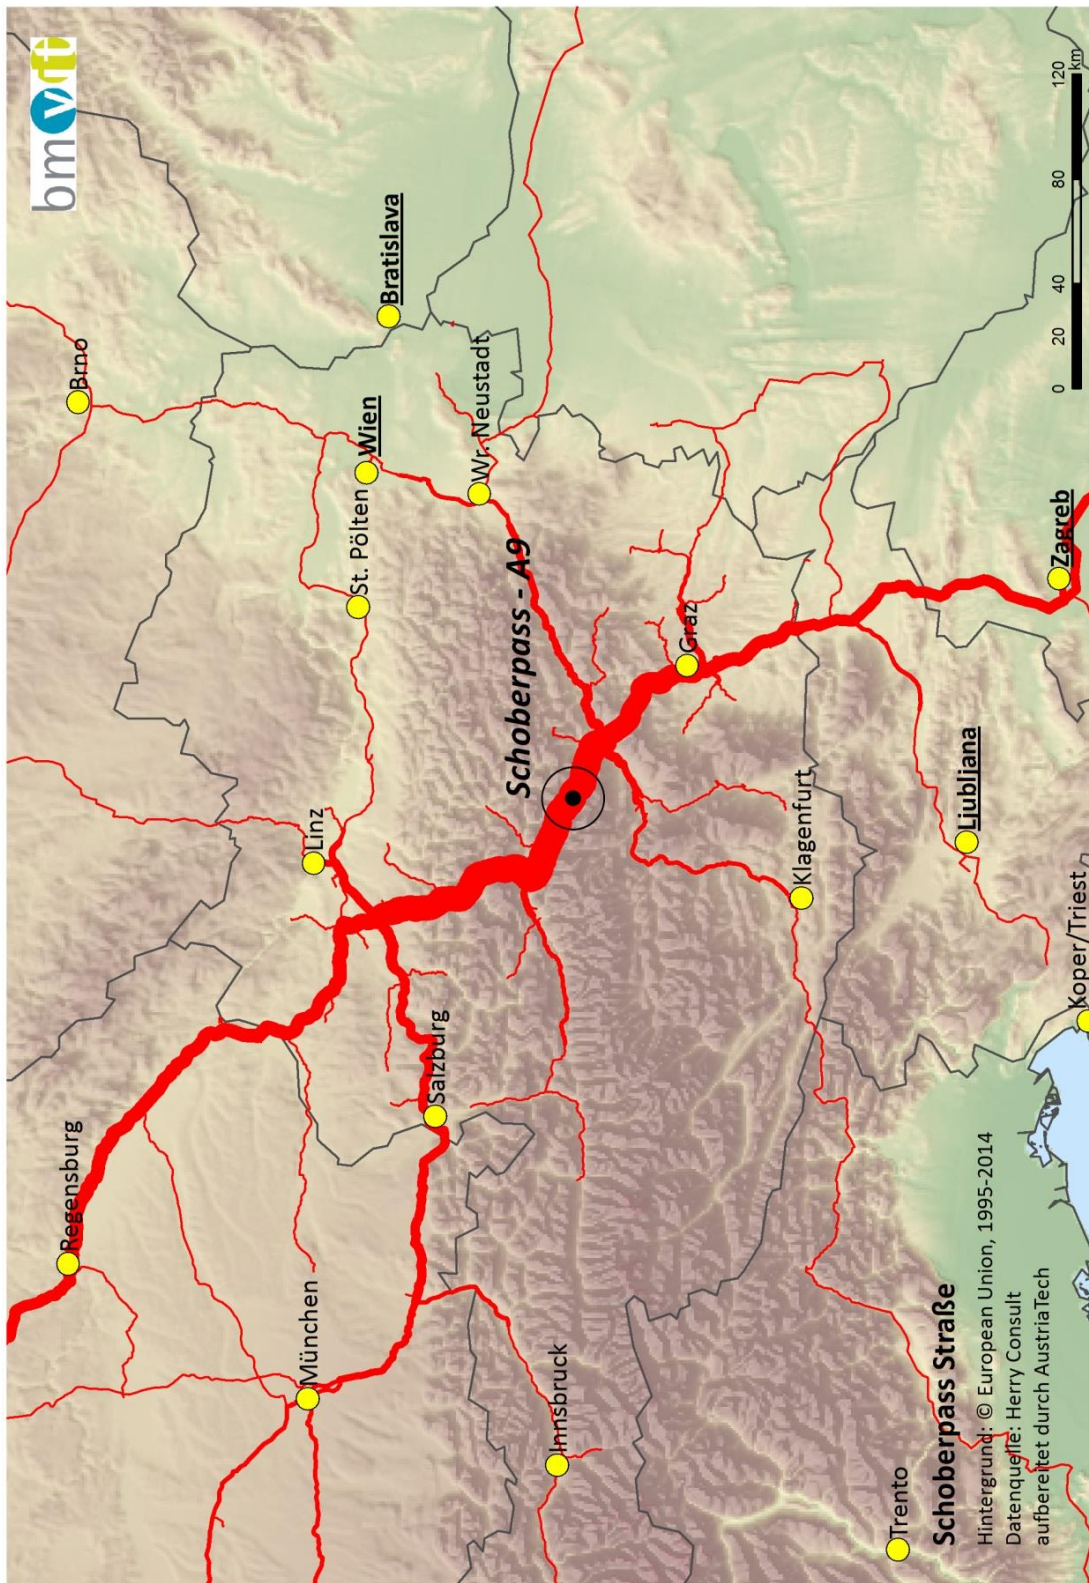 bmvit
Brno
Regensburg
Linz
St. Pölten
Wien
Bratislava
München
Salzburg
Wr. Neustadt
Schoberpass - A9
Innsbruck
Graz
Klagenfurt
Trento
Ljubljana
Zagreb
Koper/Triest
Schoberpass Straße
Hintergrund: © European Union, 1995-2014
Datenquelle: Herry Consult
aufbereitet durch AustriaTech
0 20 40 80 120
km